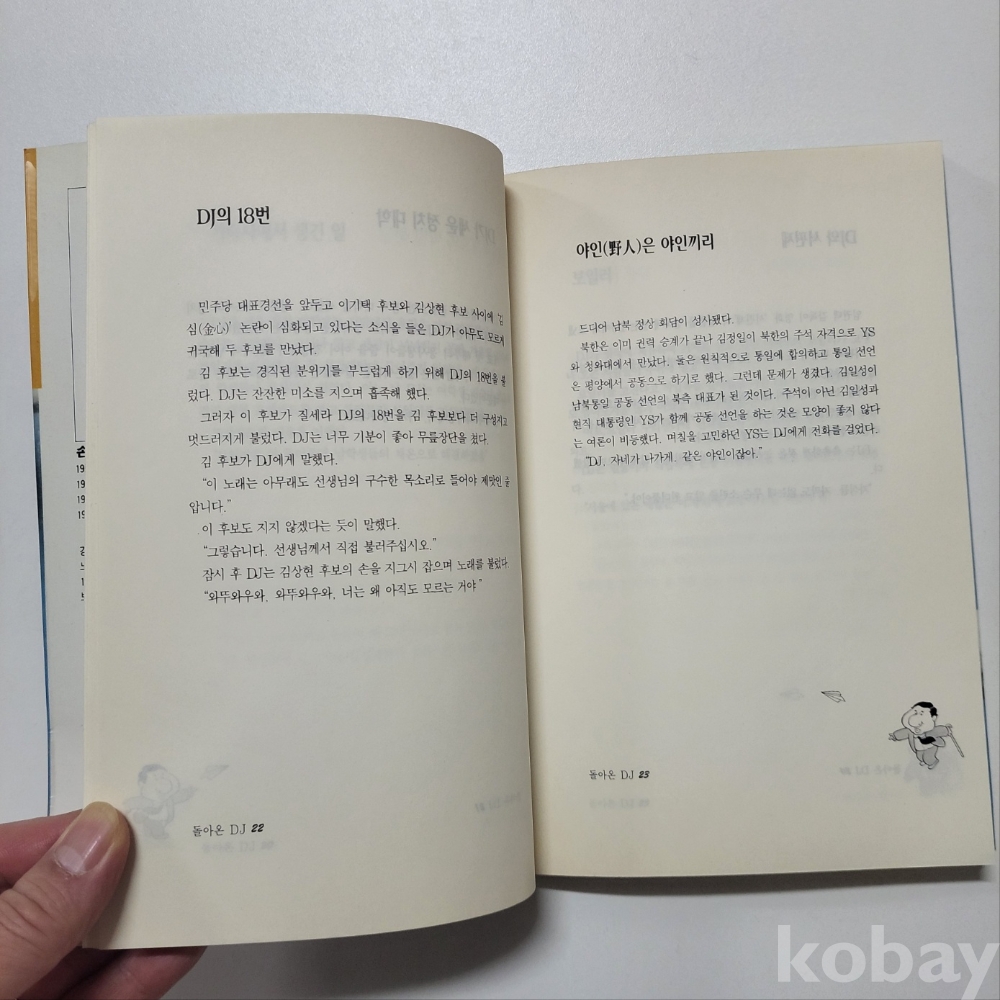 DJ의 18번
민주당 대표경선을 앞두고 이기택 후보와 김상현 후보 사이에 '김
심(金心)' 논란이 심화되고 있다는 소식을 들은 DJ가 아무도 모르게
귀국해 두 후보를 만났다.
김 후보는 경직된 분위기를 부드럽게 하기 위해 DJ의 18번을
렀다. DJ는 잔잔한 미소를 지으며 흡족해 했다.
그러자 이 후보가 질세라 DJ의 18번을 김 후보보다 더 구성지고
멋드러지게 불렀다. DJ는 너무 기분이 좋아 무릎장단을 쳤다.
김 후보가 DJ에게 말했다.
"이 노래는 아무래도 선생님의 구수한 목소리로 들어야 제맛인 줄
압니다."
이 후보도 지지 않겠다는 듯이 말했다.
"그렇습니다. 선생님께서 직접 불러주십시오."
잠시 후 DJ는 김상현 후보의 손을 지그시 잡으며 노래를 불렀다.
"와뚜와우와, 와뚜와우와, 너는 왜 아직도 모르는 거야"
돌아온 DJ 22
야인(野人)은 야인끼리
드디어 남북 정상 회담이 성사됐다.
북한은 이미 권력 승계가 끝나 김정일이 북한의 주석 자격으로 YS
와 청와대에서 만났다. 둘은 원칙적으로 통일에 합의하고 통일 선언
은 평양에서 공동으로 하기로 했다. 그런데 문제가 생겼다. 김일성이
남북통일 공동 선언의 북측 대표가 된 것이다. 주석이 아닌 김일성과
현직 대통령인 YS가 함께 공동 선언을 하는 것은 모양이 좋지 않다
는 여론이 비등했다. 며칠을 고민하던 YS는 DJ에게 전화를 걸었다.
"DJ, 자네가 나가게. 같은 야인이잖아."
돌아온 DJ 23
kobay